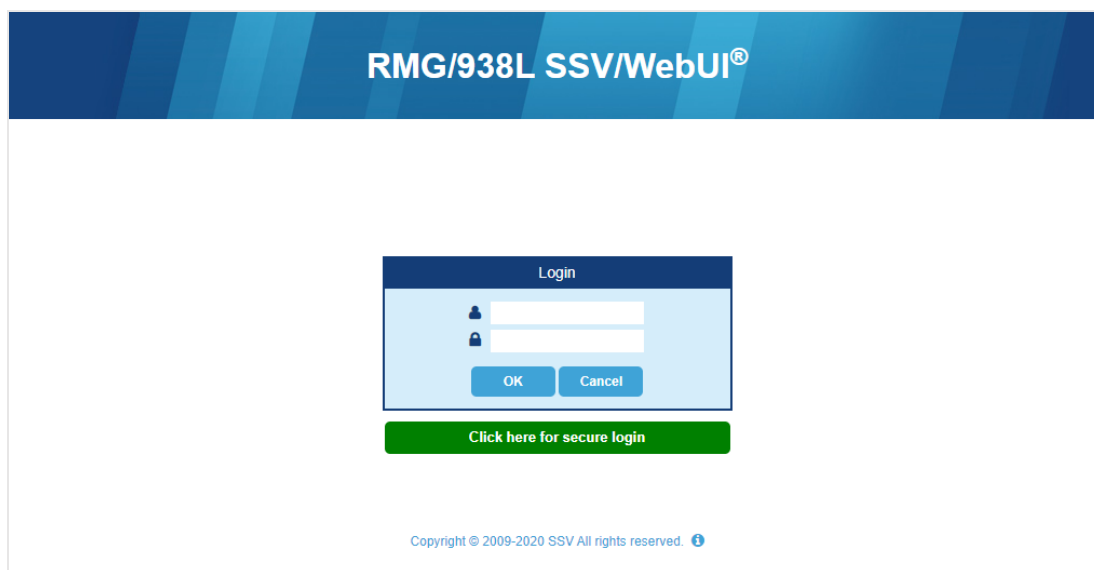 RMG/938L SSV/WebUI®
Login
OK Cancel
Click here for secure login
Copyright © 2009-2020 SSV All rights reserved.